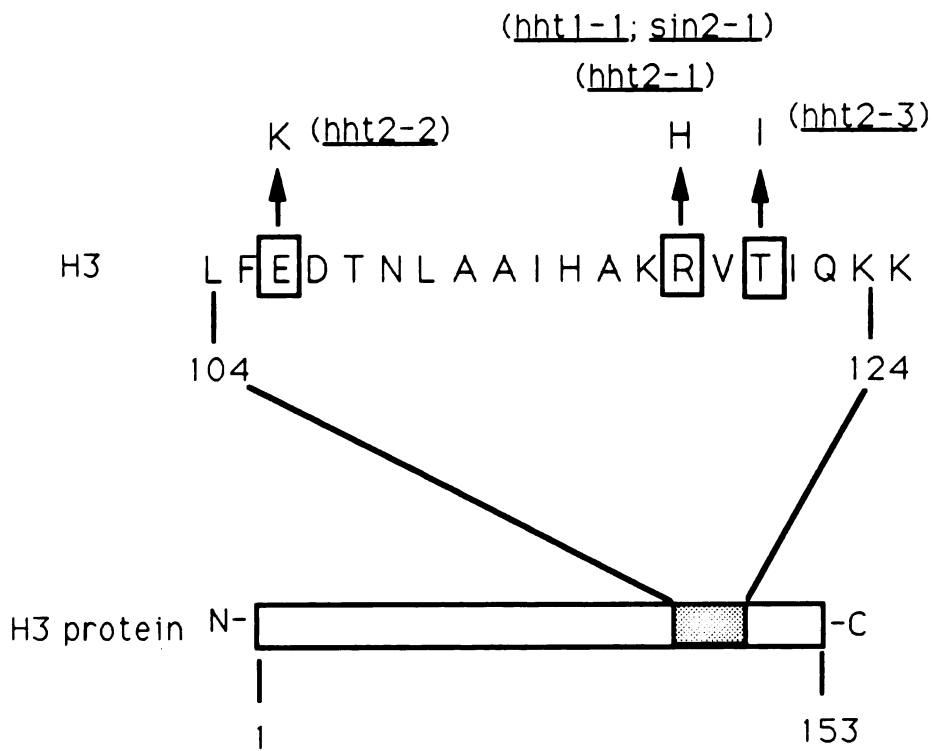 (hht1-1; sin2-1)
(hht2-1)
K (hht2-2) H I (hht2-3)
H3 L F E D T N L A A I H A K R V T I Q K K
104 124
H3 protein N- -C
1 153